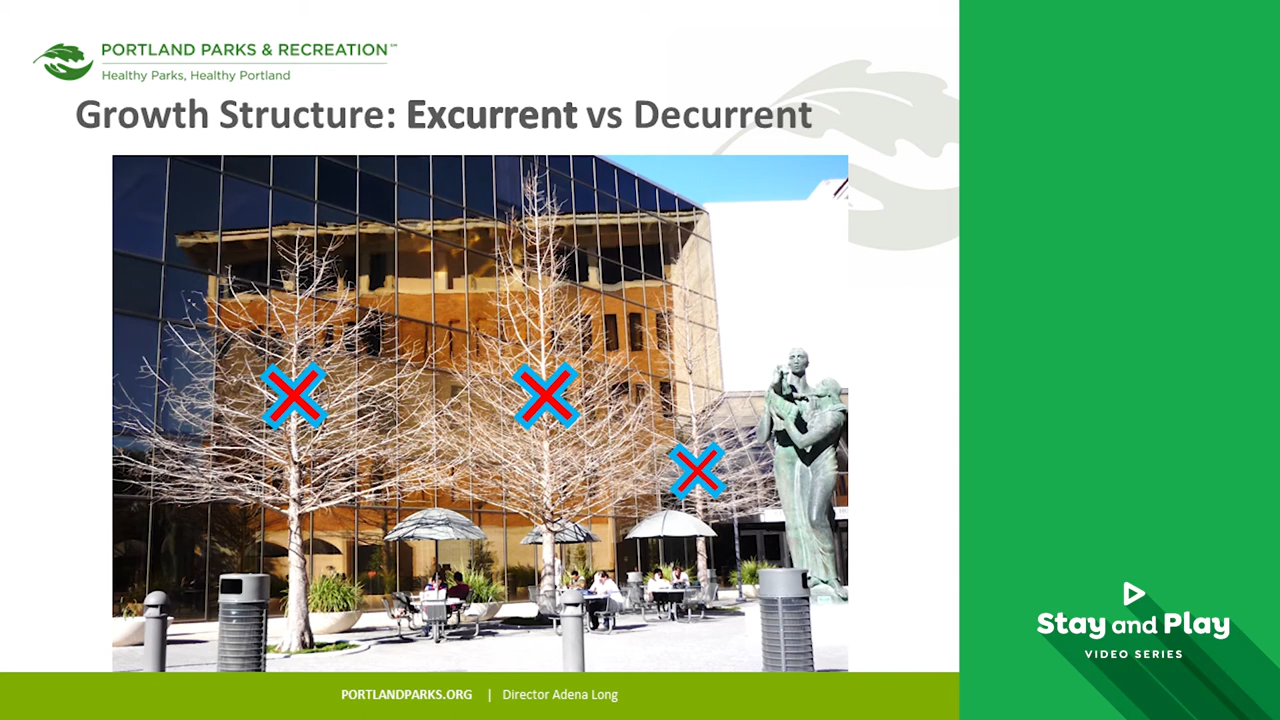 PORTLAND PARKS & RECREATION℠
Healthy Parks, Healthy Portland
Growth Structure: Excurrent vs Decurrent
PORTLANDPARKS.ORG | Director Adena Long
Stay and Play
VIDEO SERIES